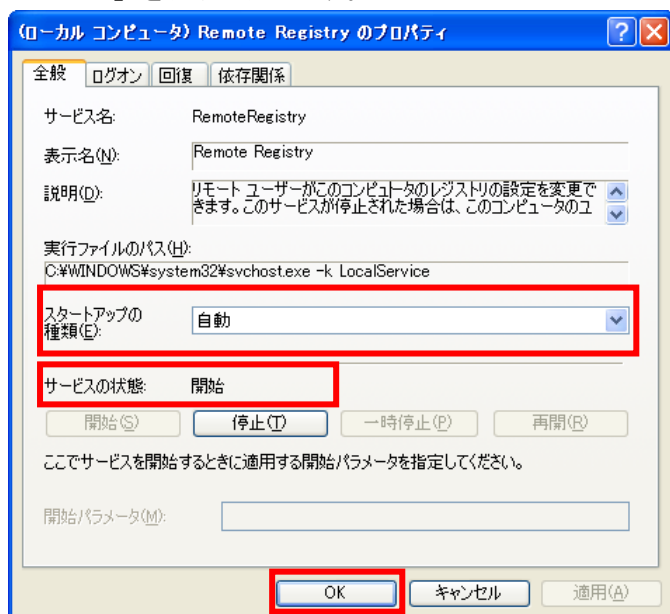 (ローカル コンピュータ) Remote Registry のプロパティ
全般 ログオン 回復 依存関係
サービス名: RemoteRegistry
表示名(N): Remote Registry
説明(D): リモート ユーザーがこのコンピュータのレジストリの設定を変更で
きます。このサービスが停止された場合は、このコンピュータのユ
実行ファイルのパス(H):
C:¥WINDOWS¥system32¥svchost.exe -k LocalService
スタートアップの
種類(E): 自動
サービスの状態: 開始
開始(S) 停止(T) 一時停止(P) 再開(R)
ここでサービスを開始するときに適用する開始パラメータを指定してください。
開始パラメータ(M):
OK キャンセル 適用(A)